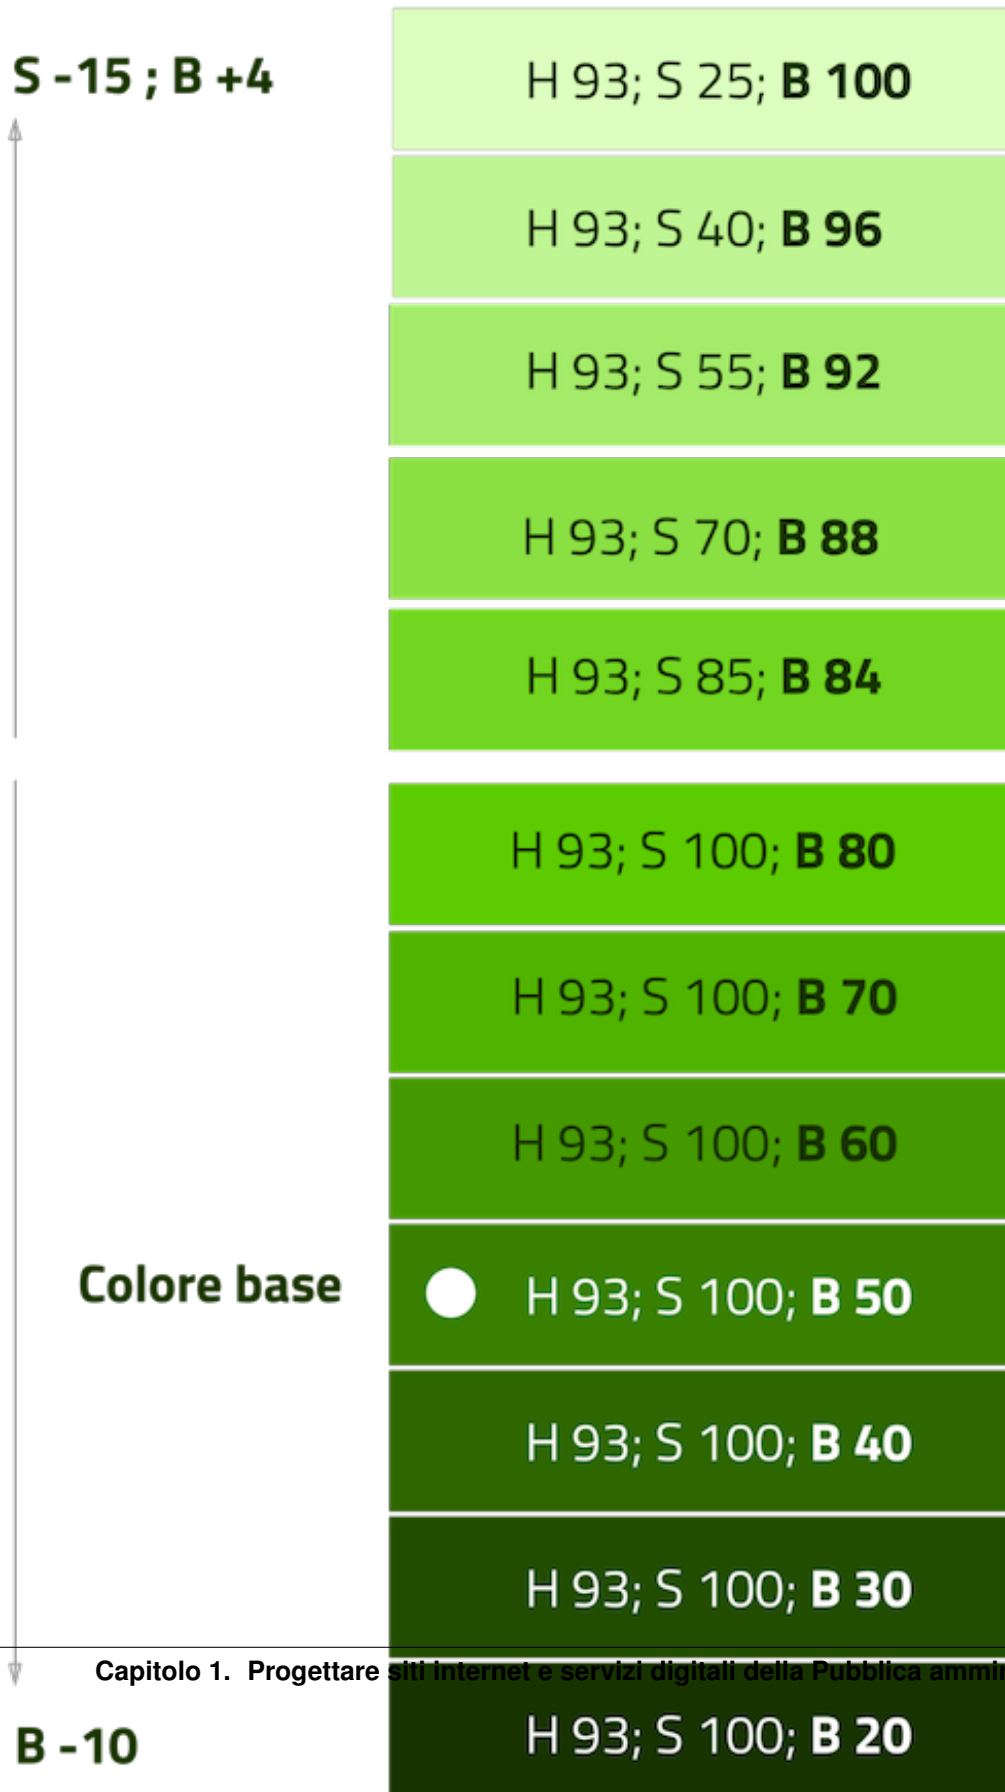 S -15 ; B +4
H 93; S 25; B 100
H 93; S 40; B 96
H 93; S 55; B 92
H 93; S 70; B 88
H 93; S 85; B 84
H 93; S 100; B 80
H 93; S 100; B 70
H 93; S 100; B 60
Colore base
H 93; S 100; B 50
H 93; S 100; B 40
H 93; S 100; B 30
Capitolo 1. Progettare siti internet e servizi digitali della Pubblica
B -10
H 93; S 100; B 20